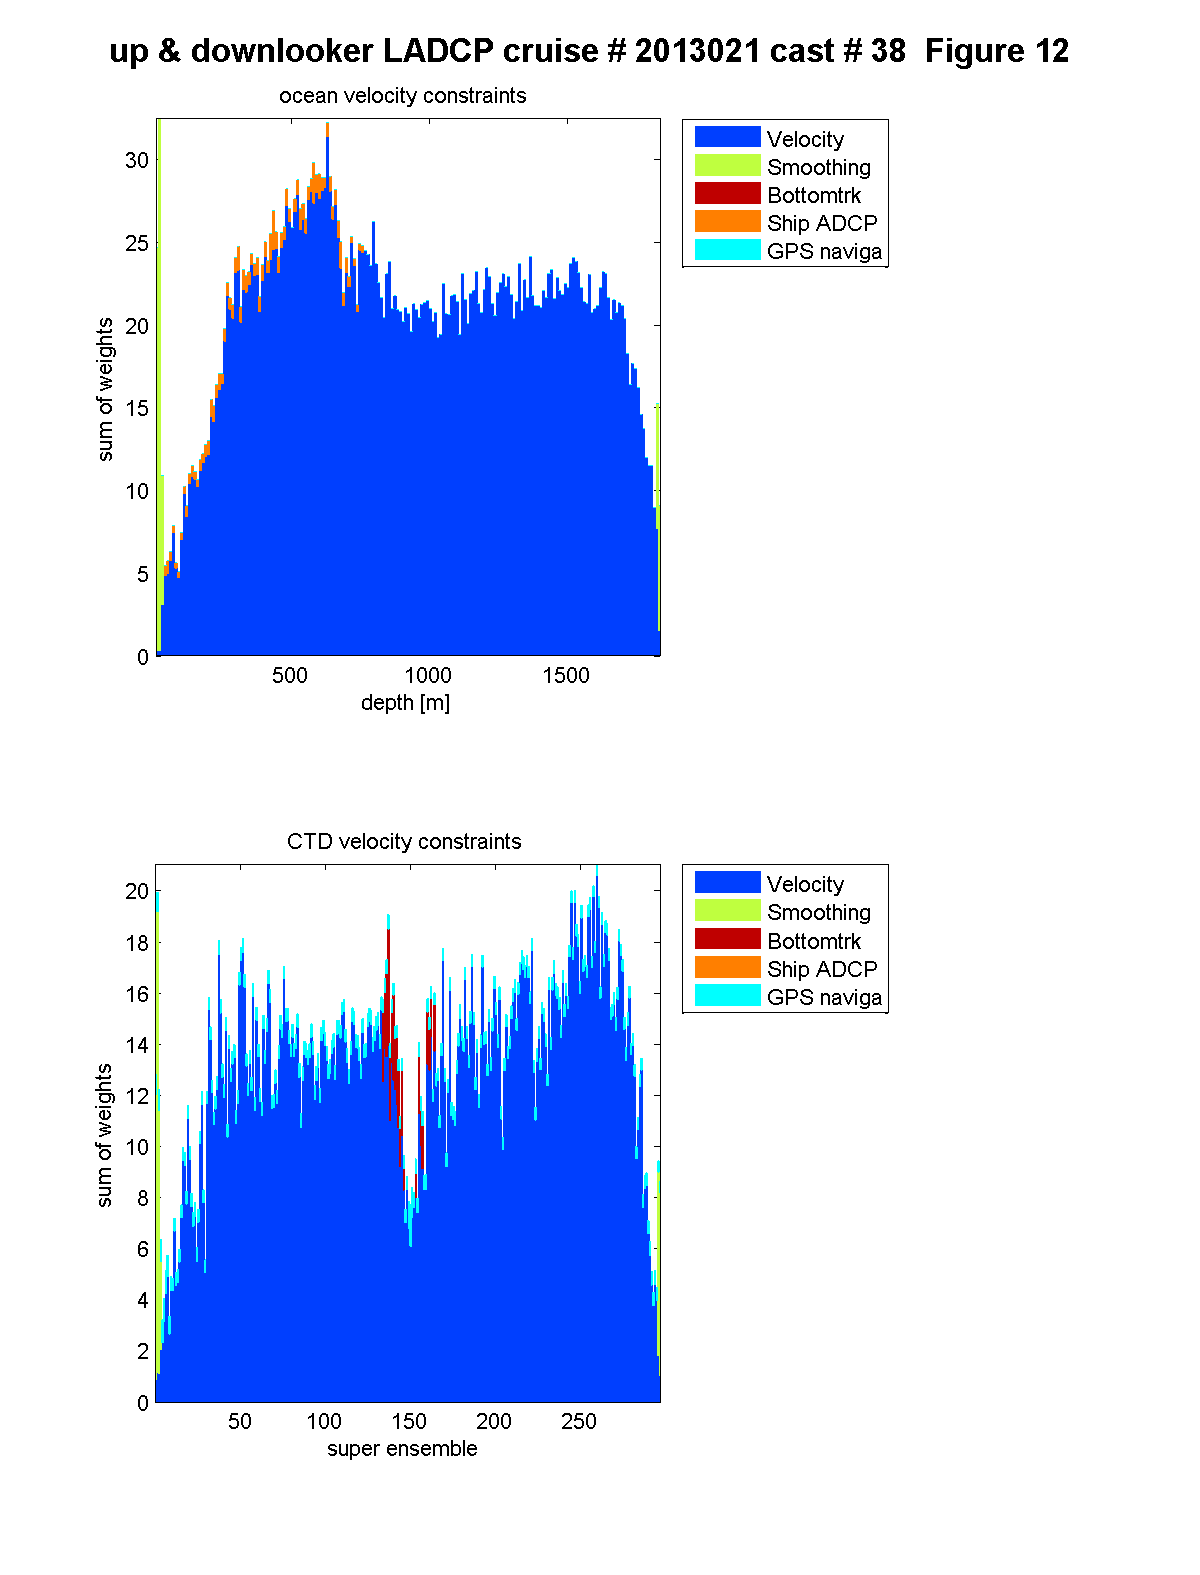 up & downlooker LADCP cruise # 2013021 cast # 38  Figure 12
ocean velocity constraints
30
25
20
15
10
5
0
sum of weights
500 1000 1500
depth [m]
Velocity
Smoothing
Bottomtrk
Ship ADCP
GPS naviga
CTD velocity constraints
20
18
16
14
12
10
8
6
4
2
0
sum of weights
50 100 150 200 250
super ensemble
Velocity
Smoothing
Bottomtrk
Ship ADCP
GPS naviga